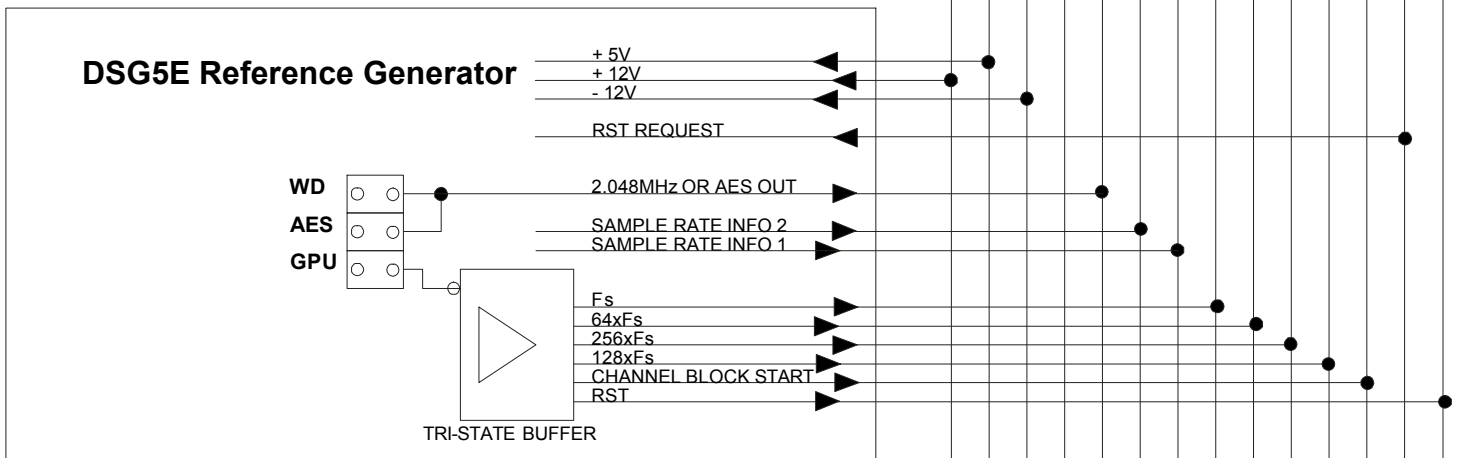 DSG5E Reference Generator
+ 5V
+ 12V
- 12V
RST REQUEST
WD
2.048MHz OR AES OUT
AES
SAMPLE RATE INFO 2
SAMPLE RATE INFO 1
GPU
Fs
64xFs
256xFs
128xFs
CHANNEL BLOCK START
RST
TRI-STATE BUFFER